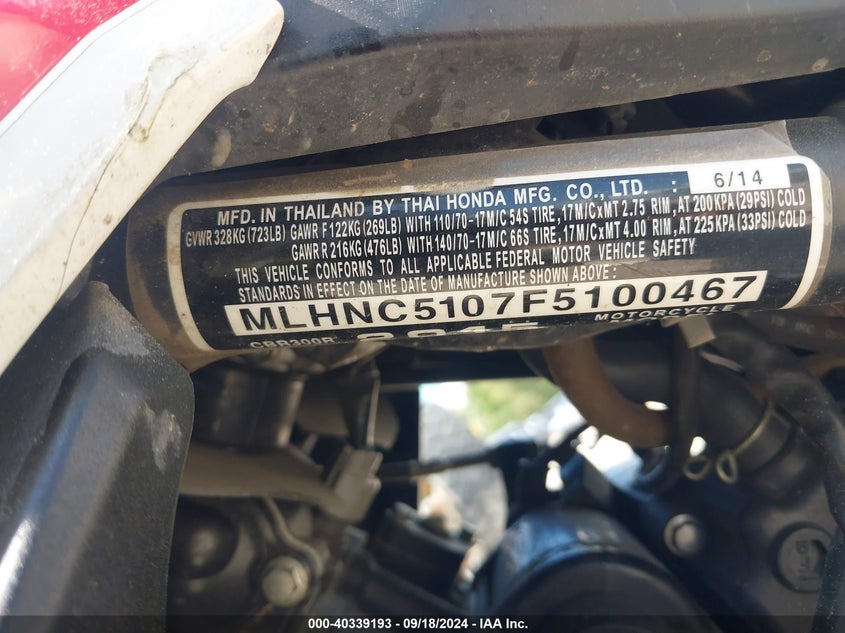 MFD. IN THAILAND BY THAI HONDA MFG. CO., LTD. : 6/14
GVWR 328KG (723LB) GAWR F 122KG (269LB) WITH 110/70-17M/C 54S TIRE, 17M/CxMT 2.75 RIM, AT 200KPA (29PSI) COLD
GAWR R 216KG (476LB) WITH 140/70-17M/C 66S TIRE, 17M/CxMT 4.00 RIM, AT 225KPA (33PSI) COLD
THIS VEHICLE CONFORMS TO ALL APPLICABLE FEDERAL MOTOR VEHICLE SAFETY
STANDARDS IN EFFECT ON THE DATE OF MANUFACTURE SHOWN ABOVE :
MLHNC5107F5100467
CBR300R 2015 MOTORCYCLE
000-40339193 - 09/18/2024 - IAA Inc.